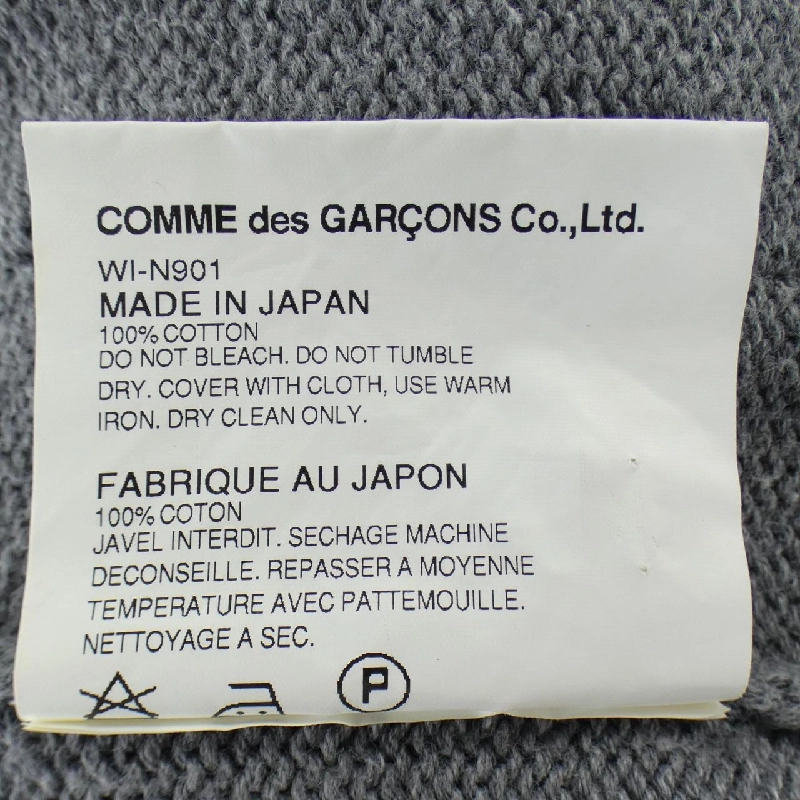 COMME des GARÇONS Co.,Ltd.
WI-N901
MADE IN JAPAN
100% COTTON
DO NOT BLEACH. DO NOT TUMBLE
DRY. COVER WITH CLOTH, USE WARM
IRON. DRY CLEAN ONLY.
FABRIQUE AU JAPON
100% COTON
JAVEL INTERDIT. SECHAGE MACHINE
DECONSEILLE. REPASSER A MOYENNE
TEMPERATURE AVEC PATTEMOUILLE.
NETTOYAGE A SEC.
P